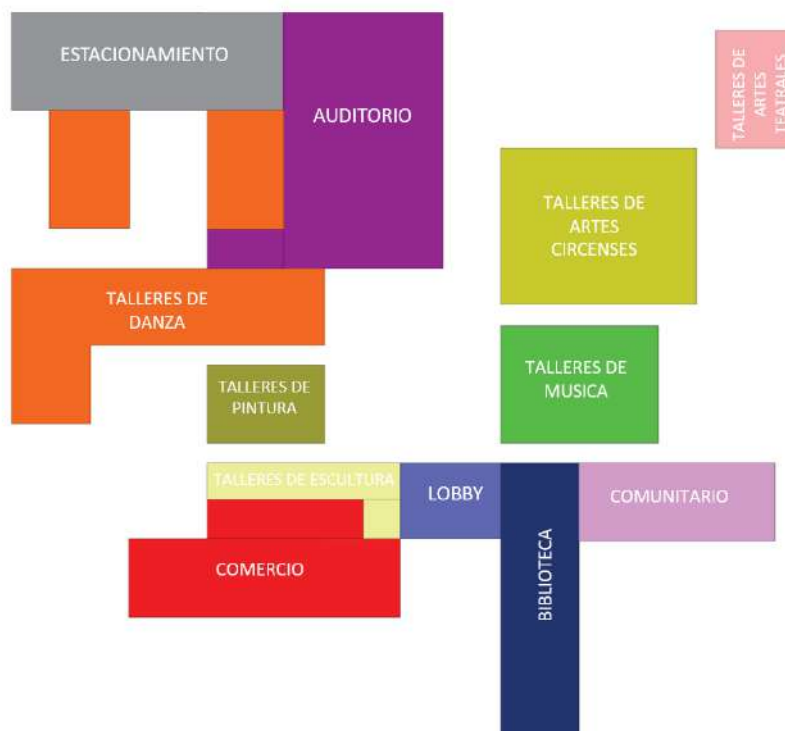 ESTACIONAMIENTO
AUDITORIO
TALLERES DE
ARTES
TEATRALES
TALLERES DE
ARTES
CIRCENSES
TALLERES DE
DANZA
TALLERES DE
PINTURA
TALLERES DE
MUSICA
TALLERES DE ESCULTURA
LOBBY
COMUNITARIO
COMERCIO
BIBLIOTECA